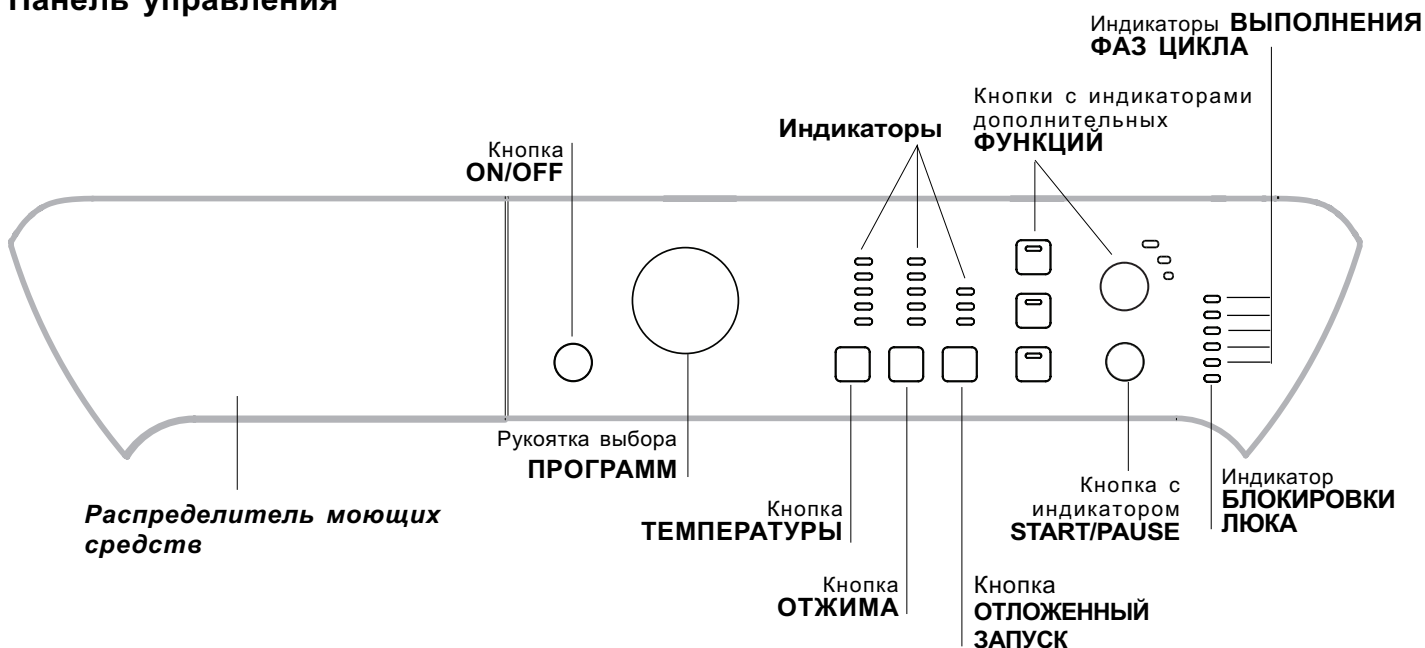 Панель управления
Индикаторы ВЫПОЛНЕНИЯ
ФАЗ ЦИКЛА
Кнопки с индикаторами
дополнительных
ФУНКЦИЙ
Индикаторы
Кнопка
ON/OFF
Рукоятка выбора
ПРОГРАММ
Распределитель моющих
средств
Кнопка
ТЕМПЕРАТУРЫ
Кнопка с
индикатором
START/PAUSE
Индикатор
БЛОКИРОВКИ
ЛЮКА
Кнопка
ОТЖИМА
Кнопка
ОТЛОЖЕННЫЙ
ЗАПУСК